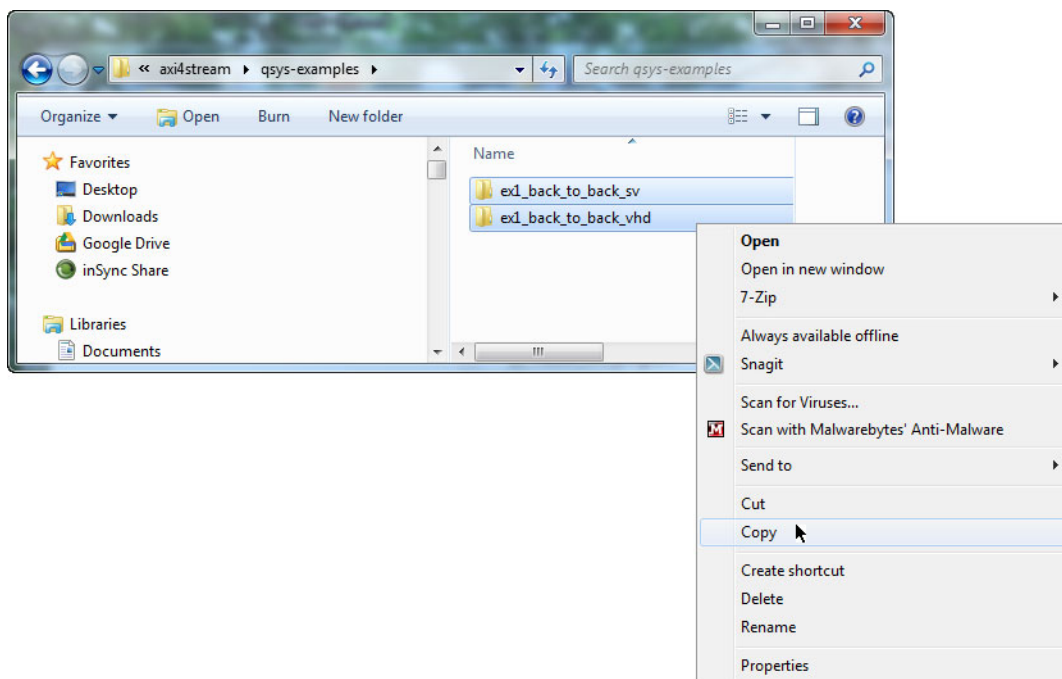 « axi4stream ▸ qsys-examples ▸
Search qsys-examples
Organize Open Burn New folder
Favorites
Desktop
Downloads
Google Drive
inSync Share
Libraries
Documents
Name
ex1_back_to_back_sv
ex1_back_to_back_vhd
Open
Open in new window
7-Zip
Always available offline
Snagit
Scan for Viruses...
Scan with Malwarebytes' Anti-Malware
Send to
Cut
Copy
Create shortcut
Delete
Rename
Properties